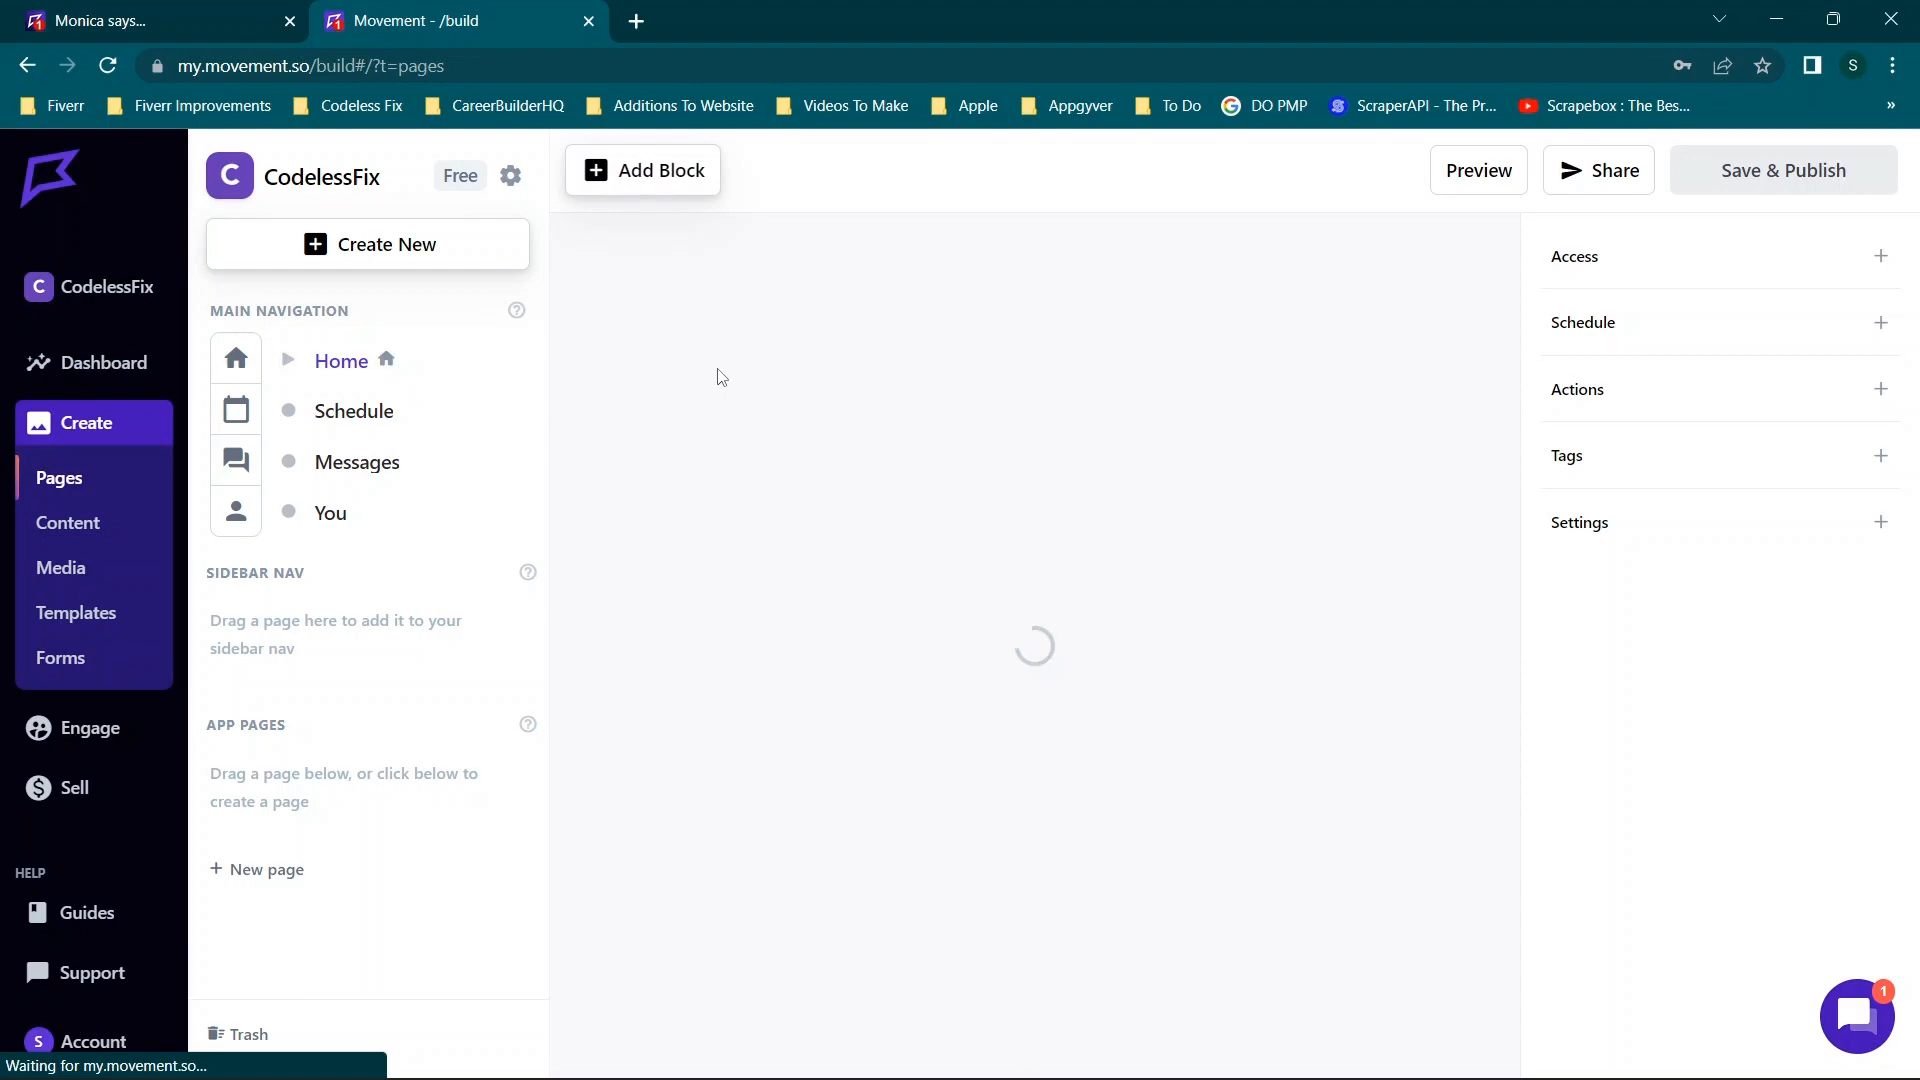 Monica says...
Movement - /build
my.movement.so/build#/?t=pages
S
Fiverr
Fiverr Improvements
Codeless Fix
CareerBuilderHQ
Additions To Website
Videos To Make
Apple
Appgyver
To Do
DO PMP
ScraperAPI - The Pr...
Scrapebox : The Bes...
»
C CodelessFix
Dashboard
Create
Pages
Content
Media
Templates
Forms
Engage
Sell
HELP
Guides
Support
S Account
Waiting for my.movement.so...
C CodelessFix Free
Create New
MAIN NAVIGATION
Home
Schedule
Messages
You
SIDEBAR NAV
Drag a page here to add it to your
sidebar nav
APP PAGES
Drag a page below, or click below to
create a page
+ New page
Trash
Add Block
Preview
Share
Save & Publish
Access +
Schedule +
Actions +
Tags +
Settings +
1